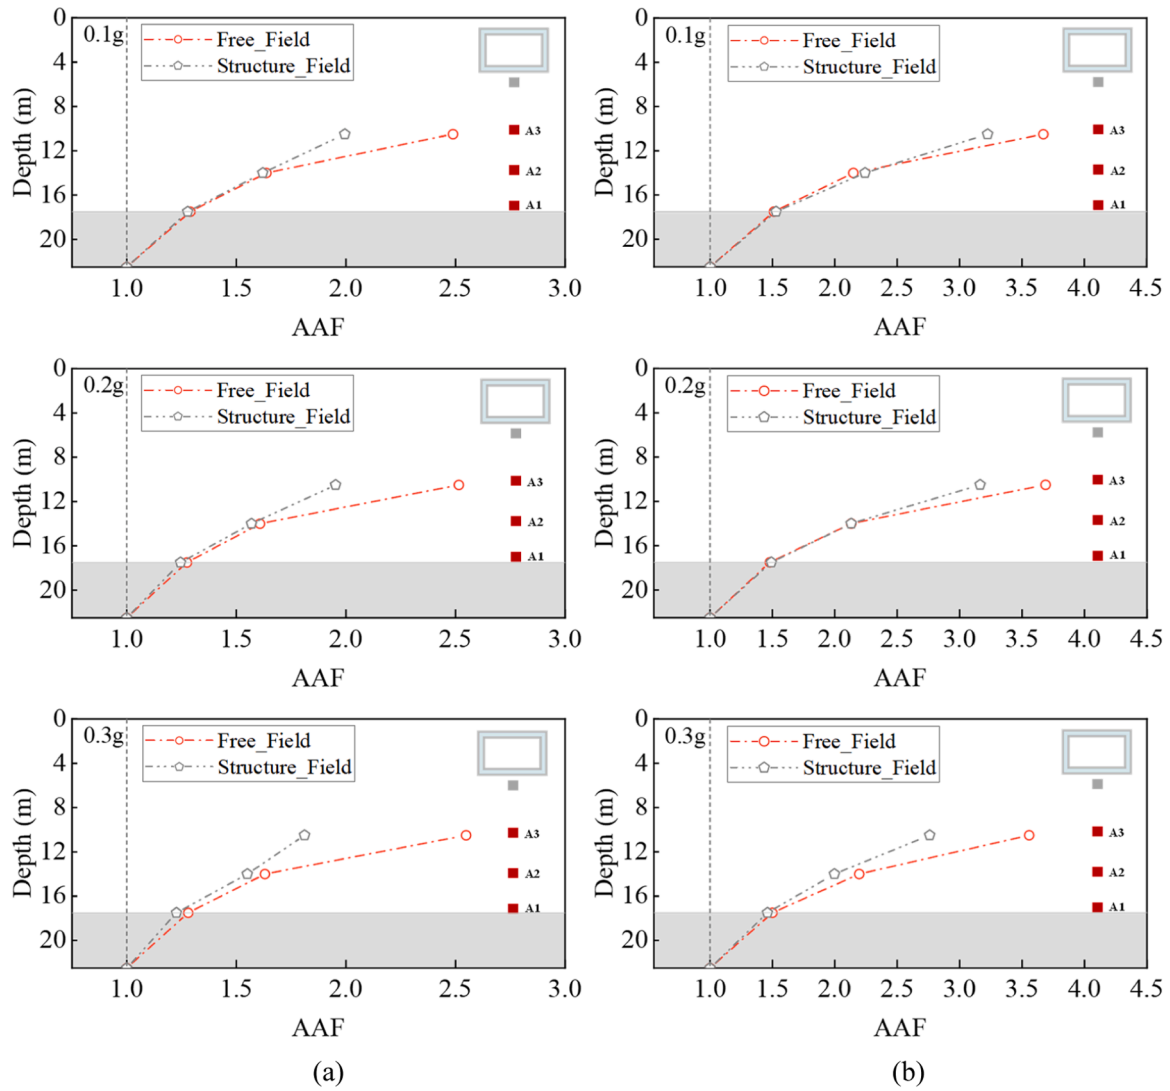 0.1g
Free_Field
Structure_Field
0
4
8
12
16
20
Depth (m)
A3
A2
A1
1.0 1.5 2.0 2.5 3.0
AAF
0.1g
Free_Field
Structure_Field
0
4
8
12
16
20
Depth (m)
A3
A2
A1
1.0 1.5 2.0 2.5 3.0 3.5 4.0 4.5
AAF
0.2g
Free_Field
Structure_Field
0
4
8
12
16
20
Depth (m)
A3
A2
A1
1.0 1.5 2.0 2.5 3.0
AAF
0.2g
Free_Field
Structure_Field
0
4
8
12
16
20
Depth (m)
A3
A2
A1
1.0 1.5 2.0 2.5 3.0 3.5 4.0 4.5
AAF
0.3g
Free_Field
Structure_Field
0
4
8
12
16
20
Depth (m)
A3
A2
A1
1.0 1.5 2.0 2.5 3.0
AAF
0.3g
Free_Field
Structure_Field
0
4
8
12
16
20
Depth (m)
A3
A2
A1
1.0 1.5 2.0 2.5 3.0 3.5 4.0 4.5
AAF
(a)
(b)